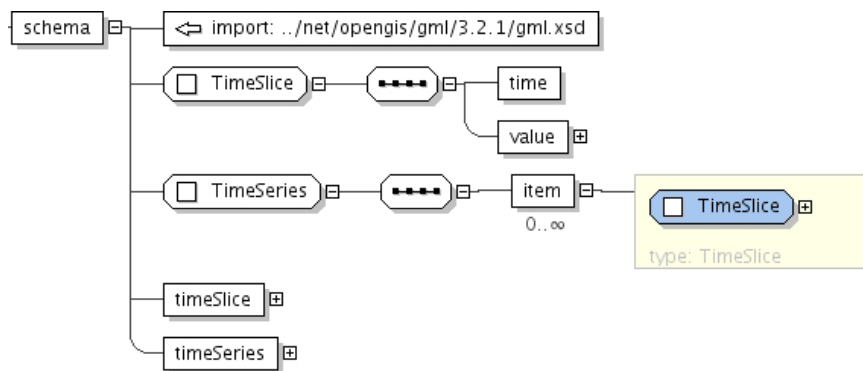 schema
import: ../net/opengis/gml/3.2.1/gml.xsd
TimeSlice
time
value
TimeSeries
item
0..∞
TimeSlice
type: TimeSlice
timeSlice
timeSeries